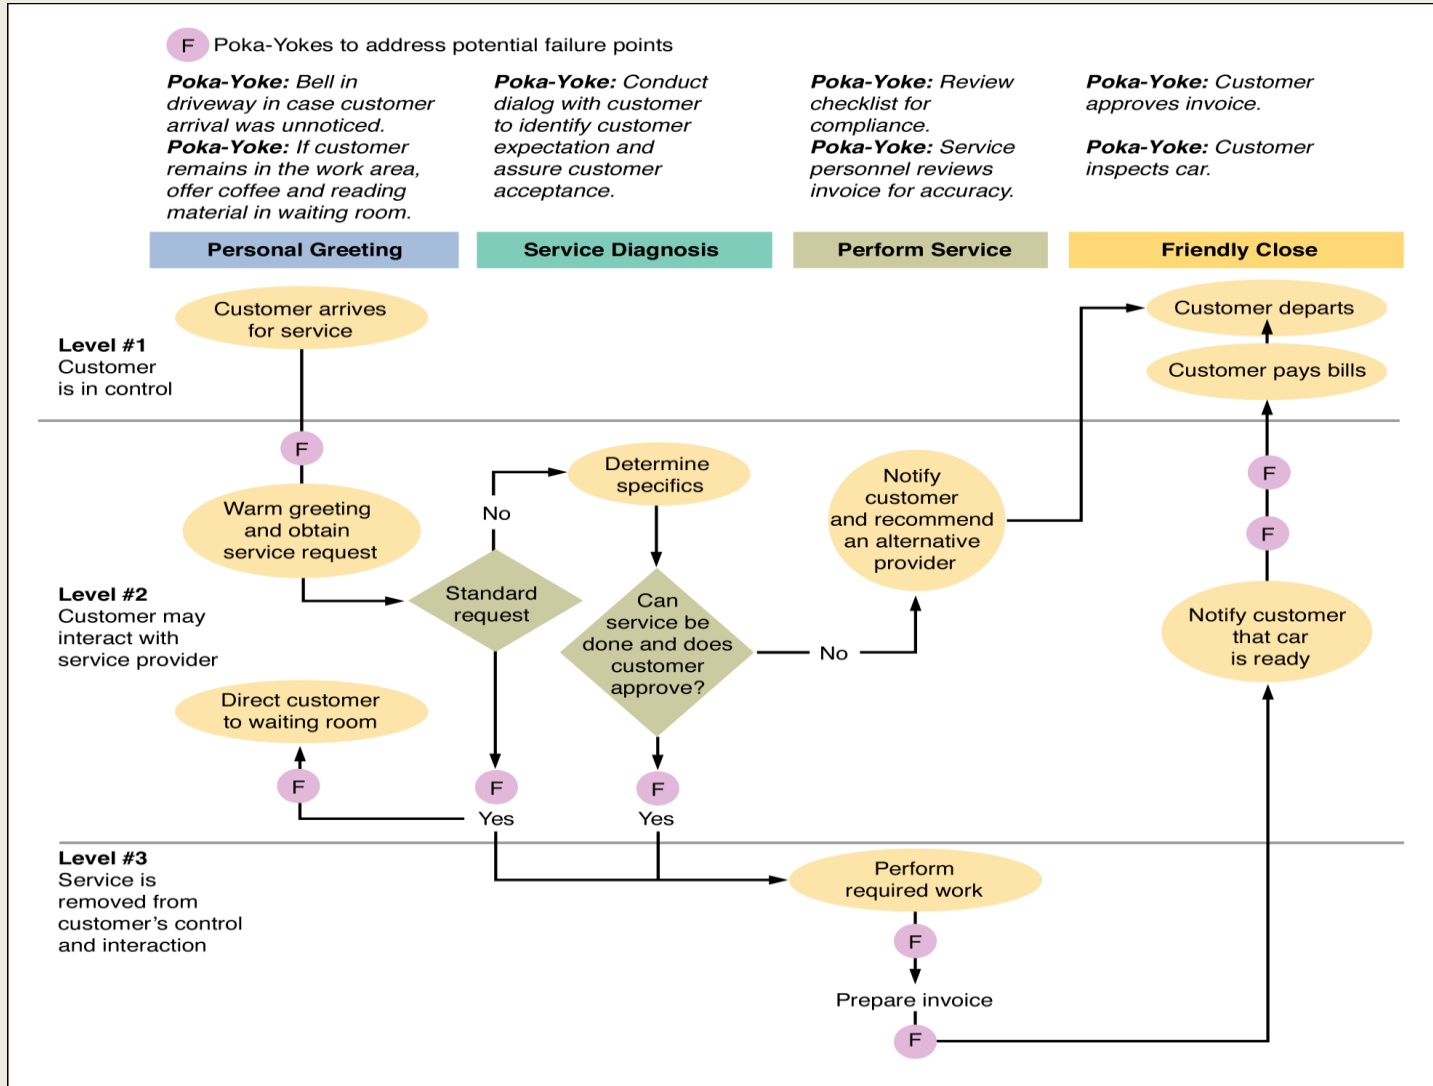 F Poka-Yokes to address potential failure points
Poka-Yoke: Bell in
driveway in case customer
arrival was unnoticed.
Poka-Yoke: If customer
remains in the work area,
offer coffee and reading
material in waiting room.
Poka-Yoke: Conduct
dialog with customer
to identify customer
expectation and
assure customer
acceptance.
Poka-Yoke: Review
checklist for
compliance.
Poka-Yoke: Service
personnel reviews
invoice for accuracy.
Poka-Yoke: Customer
approves invoice.
Poka-Yoke: Customer
inspects car.
Personal Greeting
Service Diagnosis
Perform Service
Friendly Close
Level #1
Customer
is in control
Customer arrives
for service
Customer departs
Customer pays bills
F
Level #2
Customer may
interact with
service provider
Warm greeting
and obtain
service request
Standard
request
No
Determine
specifics
Can
service be
done and does
customer
approve?
No
Notify
customer
and recommend
an alternative
provider
F
F
Notify customer
that car
is ready
Direct customer
to waiting room
F
F
Yes
F
Yes
Level #3
Service is
removed from
customer’s control
and interaction
Perform
required work
F
Prepare invoice
F